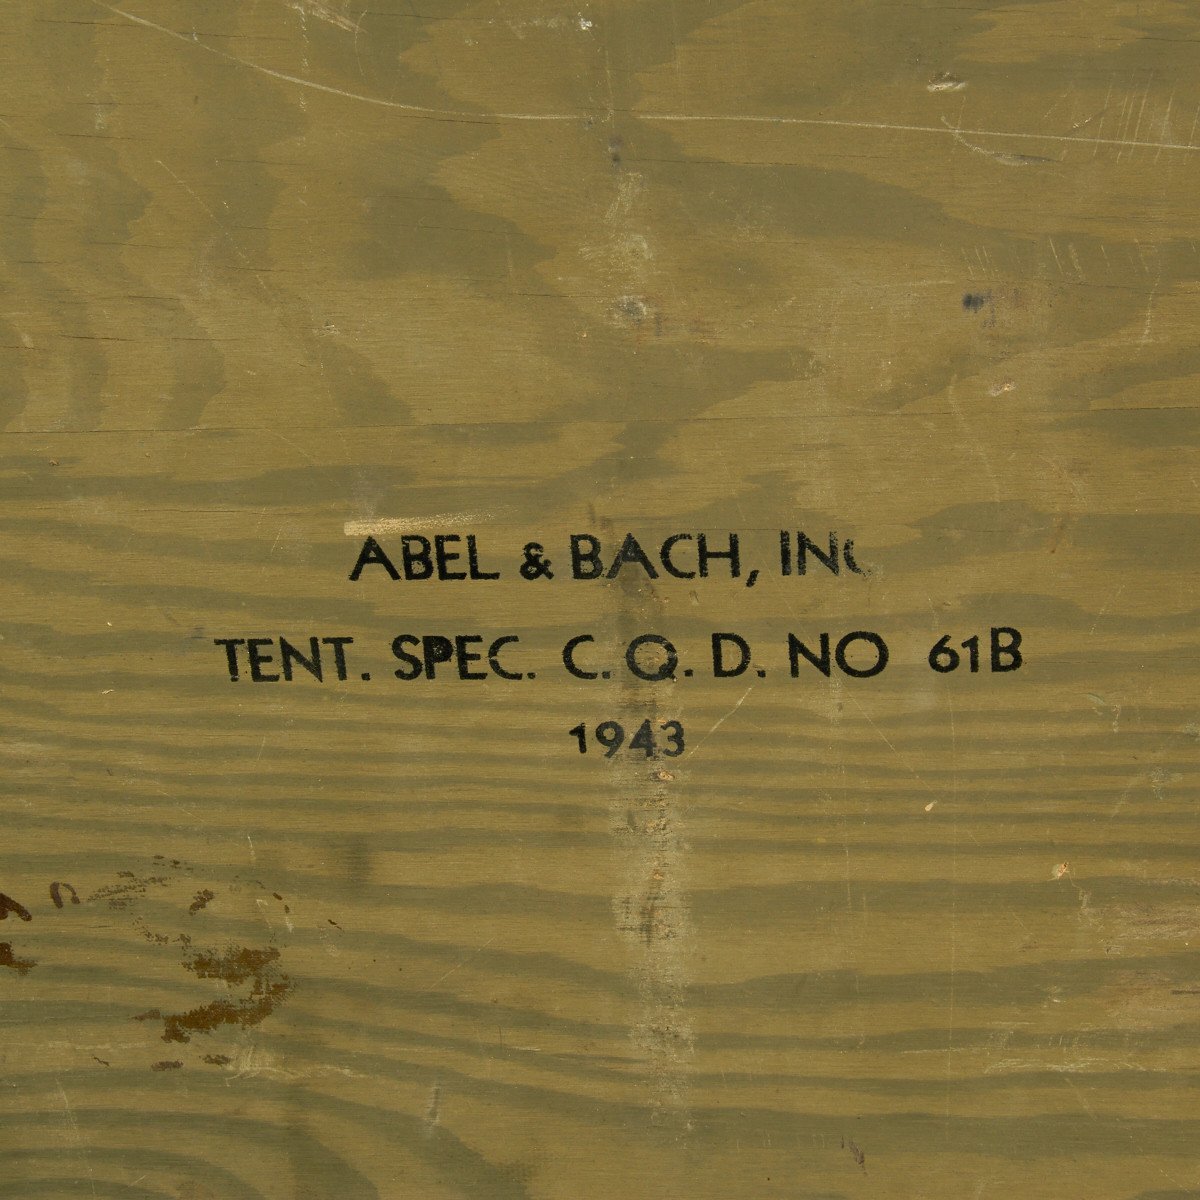 ABEL & BACH, INC
TENT. SPEC. C.Q.D. NO 61B
1943